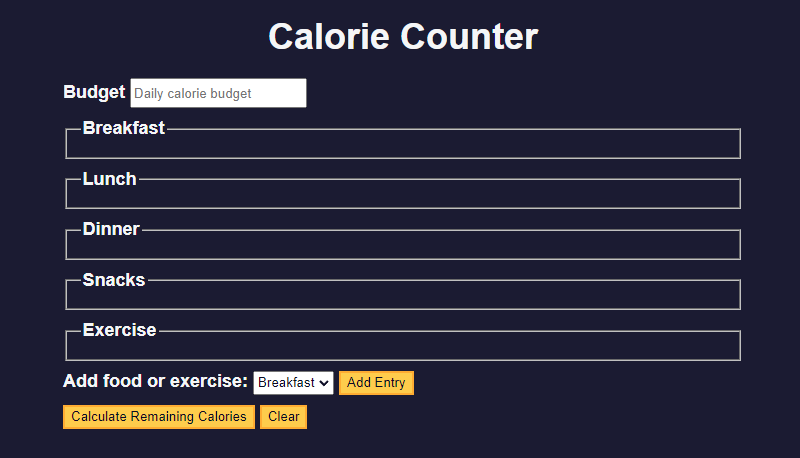 Calorie Counter
Budget Daily calorie budget
Breakfast
Lunch
Dinner
Snacks
Exercise
Add food or exercise: Breakfast Add Entry
Calculate Remaining Calories Clear